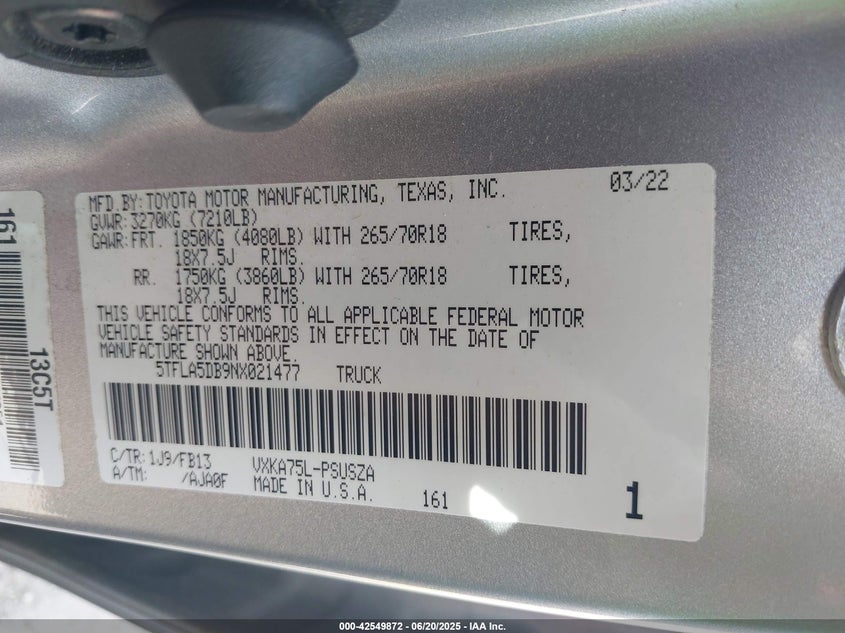 MFD.BY:TOYOTA MOTOR MANUFACTURING, TEXAS, INC. 03/22
GVWR:3270KG (7210LB)
GAWR:FRT. 1850KG (4080LB) WITH 265/70R18 TIRES,
18X7.5J RIMS.
RR. 1750KG (3860LB) WITH 265/70R18 TIRES,
18X7.5J RIMS.
THIS VEHICLE CONFORMS TO ALL APPLICABLE FEDERAL MOTOR
VEHICLE SAFETY STANDARDS IN EFFECT ON THE DATE OF
MANUFACTURE SHOWN ABOVE.
5TFLA5DB9NX021477 TRUCK
C/TR:1J9/FB13 VXKA75L-PSUSZA
A/TM: /AJA0F MADE IN U.S.A. 161 1
161
13C5T
000-42549872 | 06/20/2025 | IAA Inc.